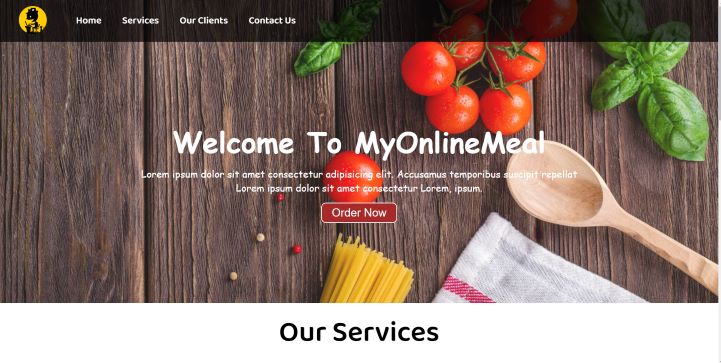 Home Services Our Clients Contact Us
Welcome To MyOnlineMeal
Lorem ipsum dolor sit amet consectetur adipisicing elit. Accusamus temporibus suscipit repellat
Lorem ipsum dolor sit amet consectetur Lorem, ipsum.
Order Now
Our Services